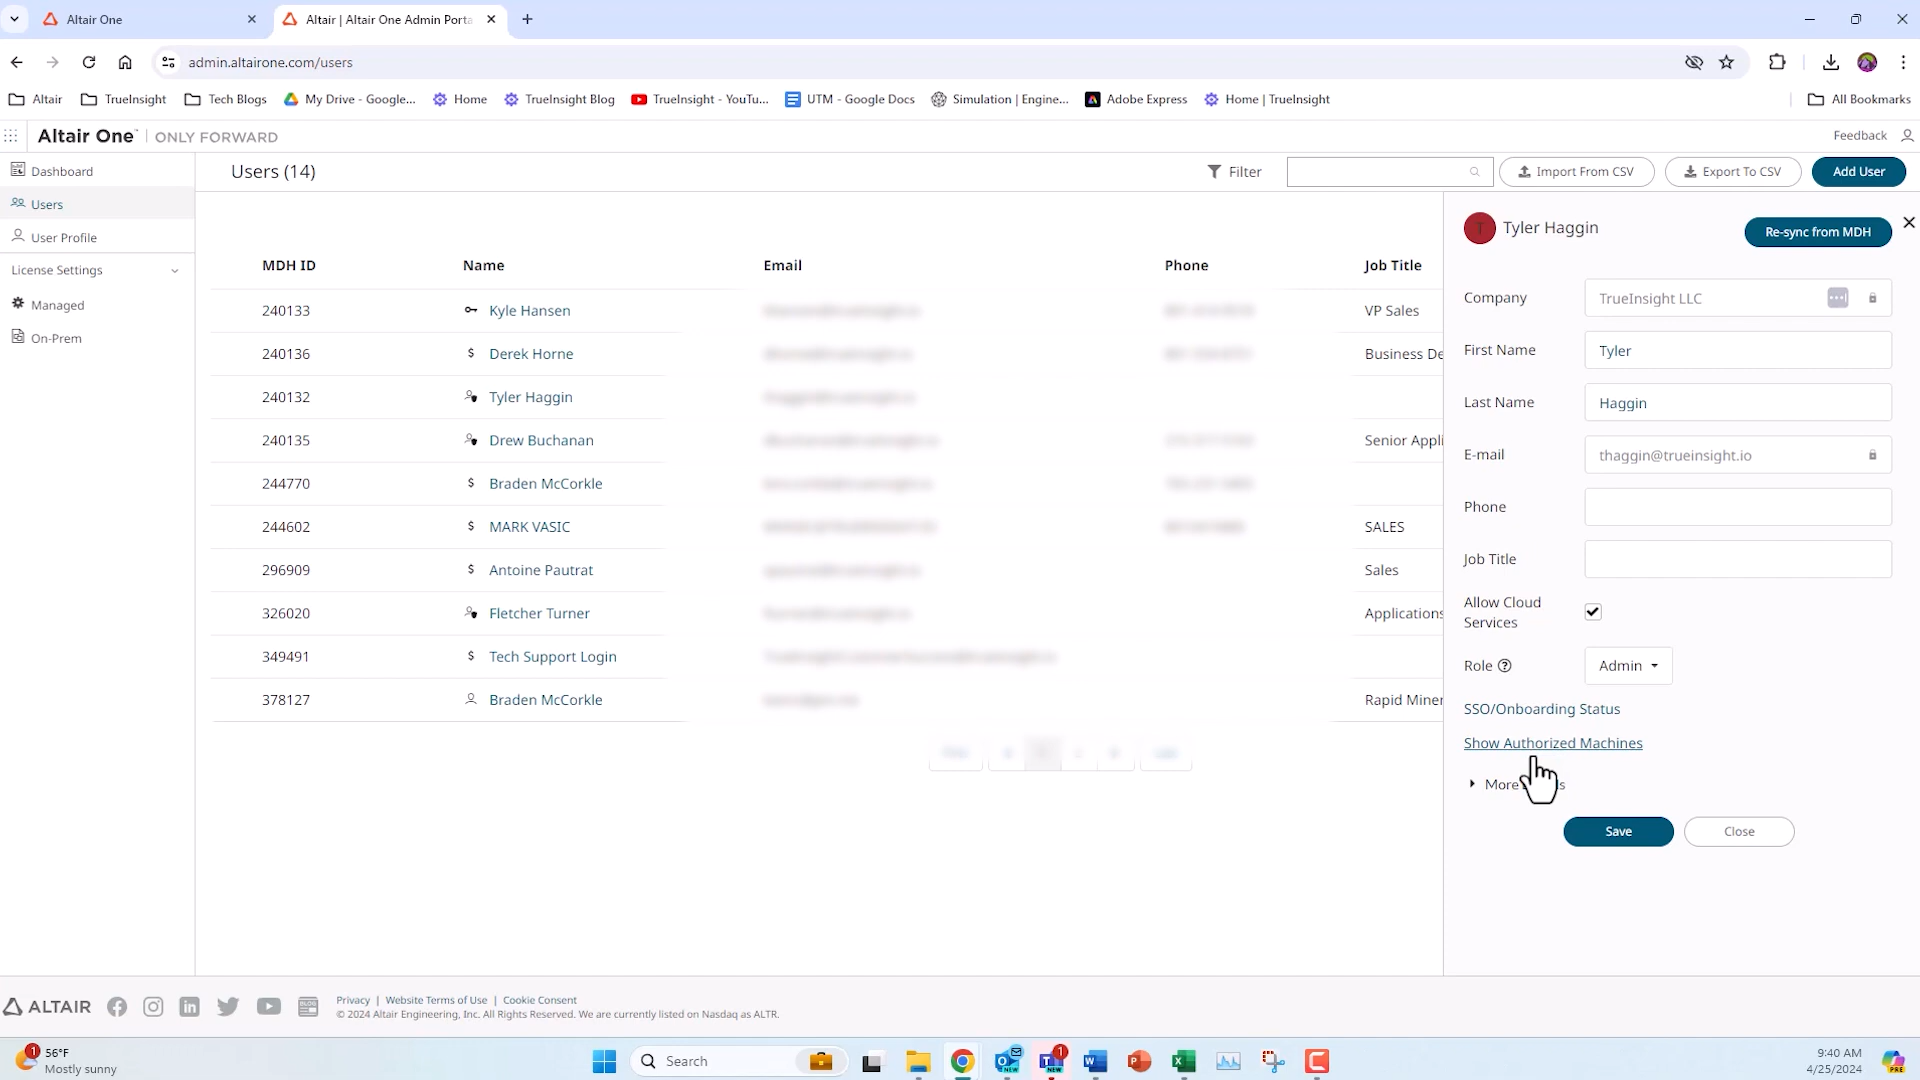 Altair One
Altair | Altair One Admin Porta
admin.altairone.com/users
Altair
TrueInsight
Tech Blogs
My Drive - Google...
Home
TrueInsight Blog
TrueInsight - YouTu...
UTM - Google Docs
Simulation | Engine...
Adobe Express
Home | TrueInsight
All Bookmarks
Altair One | ONLY FORWARD
Feedback
Dashboard
Users
User Profile
License Settings
Managed
On-Prem
Users (14)
Filter
Import From CSV
Export To CSV
Add User
MDH ID Name Email Phone Job Title
240133 Kyle Hansen VP Sales
240136 $ Derek Horne Business De
240132 Tyler Haggin
240135 Drew Buchanan Senior Appli
244770 $ Braden McCorkle
244602 $ MARK VASIC SALES
296909 $ Antoine Pautrat Sales
326020 Fletcher Turner Applications
349491 $ Tech Support Login
378127 Braden McCorkle Rapid Miner
T Tyler Haggin
Re-sync from MDH
Company TrueInsight LLC
First Name Tyler
Last Name Haggin
E-mail thaggin@trueinsight.io
Phone
Job Title
Allow Cloud
Services
Role Admin
SSO/Onboarding Status
Show Authorized Machines
More
Save
Close
ALTAIR
BLOG
Privacy | Website Terms of Use | Cookie Consent
© 2024 Altair Engineering, Inc. All Rights Reserved. We are currently listed on Nasdaq as ALTR.
1
56°F
Mostly sunny
Search
NEW
1
NEW
PRE
9:40 AM
4/25/2024